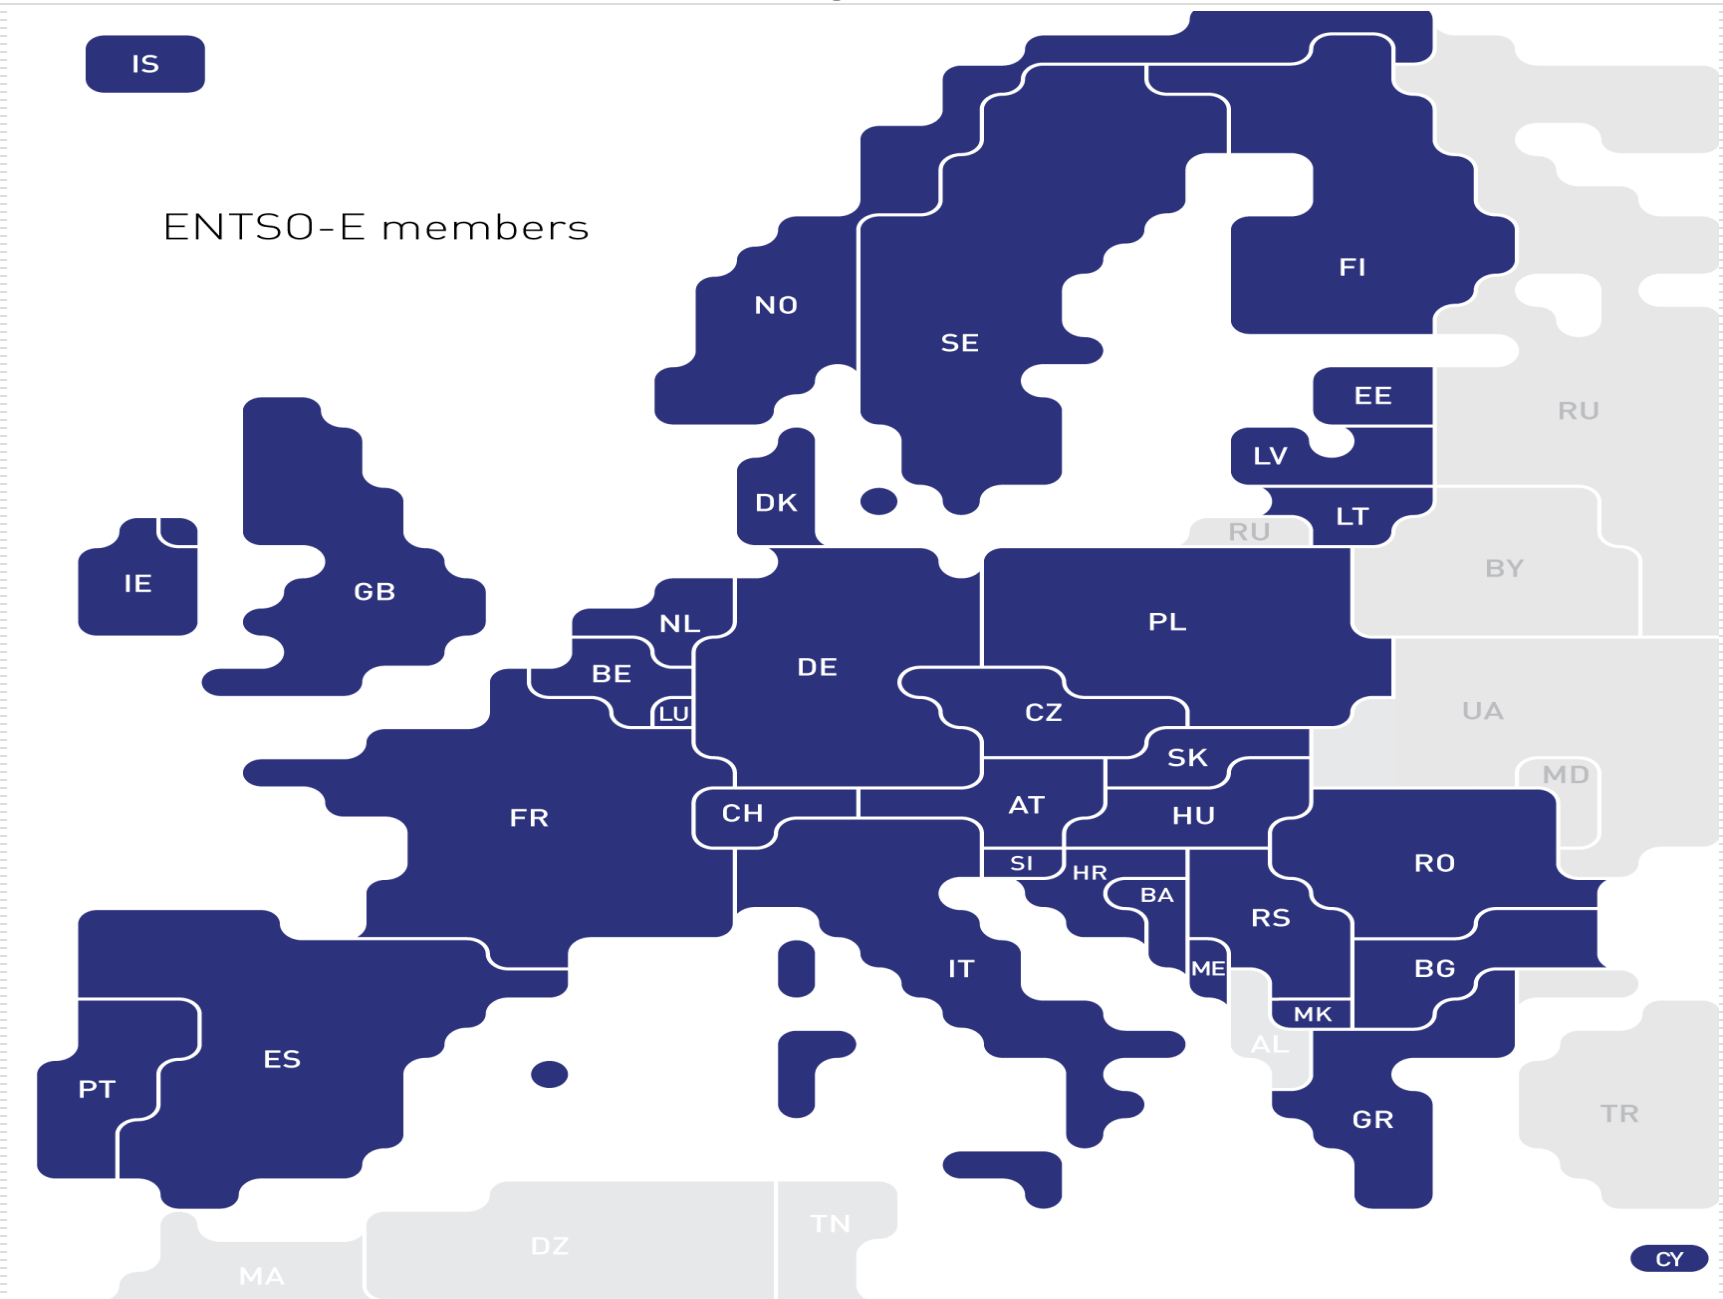 IS
ENTSO-E members
FI
NO
SE
EE
RU
LV
DK
LT
RU
BY
IE
GB
NL
PL
BE
DE
LU
CZ
UA
SK
MD
FR
CH
AT
HU
SI
HR
RO
BA
RS
IT
ME
BG
MK
AL
ES
PT
GR
TR
TN
DZ
MA
CY